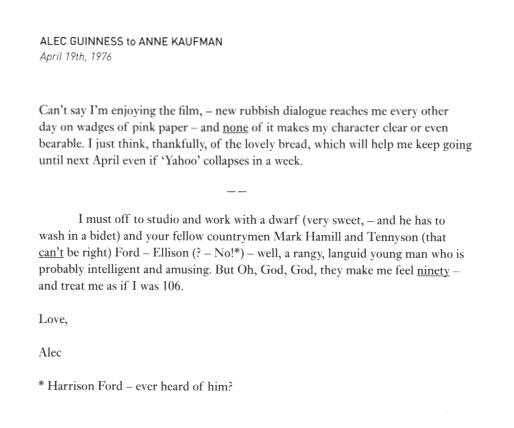 ALEC GUINNESS to ANNE KAUFMAN
April 19th, 1976
Can't say I'm enjoying the film, – new rubbish dialogue reaches me every other
day on wadges of pink paper – and none of it makes my character clear or even
bearable. I just think, thankfully, of the lovely bread, which will help me keep going
until next April even if 'Yahoo' collapses in a week.
— —
I must off to studio and work with a dwarf (very sweet, – and he has to
wash in a bidet) and your fellow countrymen Mark Hamill and Tennyson (that
can't be right) Ford – Ellison (? – No!*) – well, a rangy, languid young man who is
probably intelligent and amusing. But Oh, God, God, they make me feel ninety –
and treat me as if I was 106.
Love,
Alec
* Harrison Ford – ever heard of him?